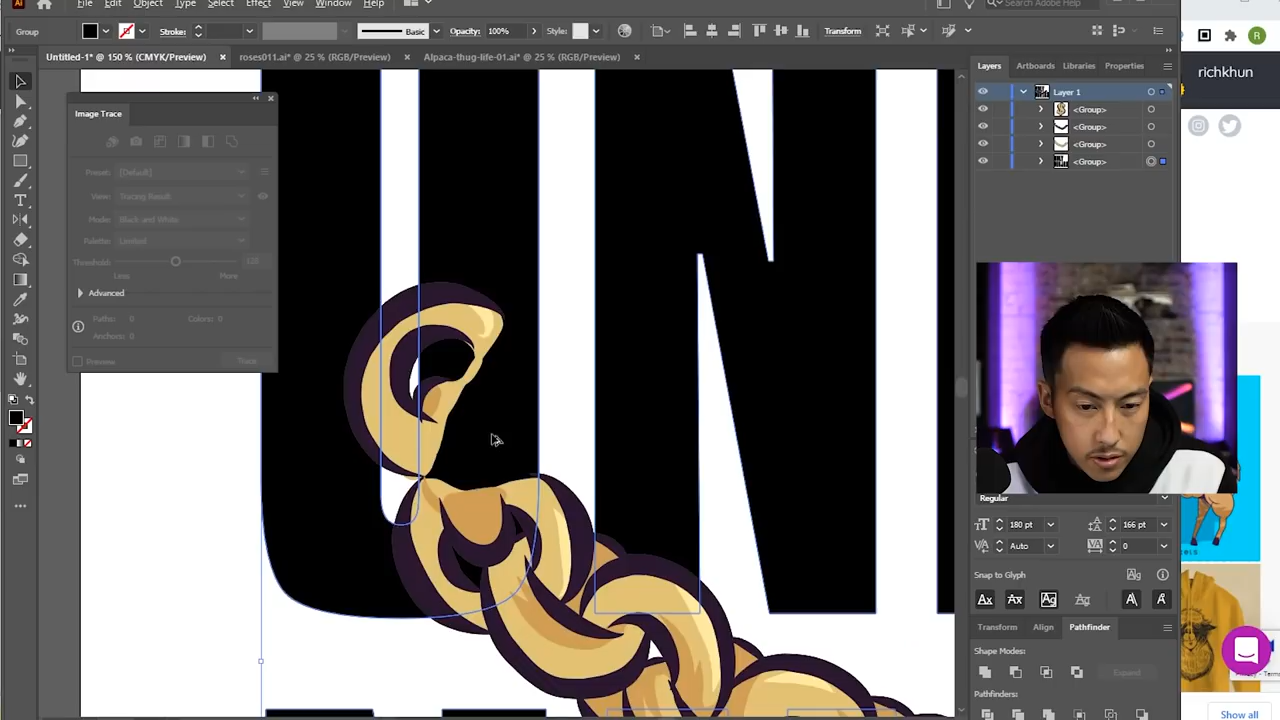 File Edit Object Type Select Effect View Window Help
Search Adobe Help
Group
Stroke:
Basic
Opacity: 100%
Style:
Transform
Untitled-1* @ 150 % (CMYK/Preview) ×
roses011.ai* @ 25 % (RGB/Preview) ×
Alpaca-thug-life-01.ai* @ 25 % (RGB/Preview) ×
Image Trace
Preset: [Default]
View: Tracing Result
Mode: Black and White
Palette: Limited
Threshold:
Less More
Advanced
Paths: 0 Colors: 0
Anchors: 0
Preview
Trace
UN
Layers Artboards Libraries Properties
Layer 1
<Group>
<Group>
<Group>
<Group>
R
richkhun
Regular
180 pt
166 pt
Auto
0
Snap to Glyph
Transform Align Pathfinder
Shape Modes:
Expand
Pathfinders:
Show all